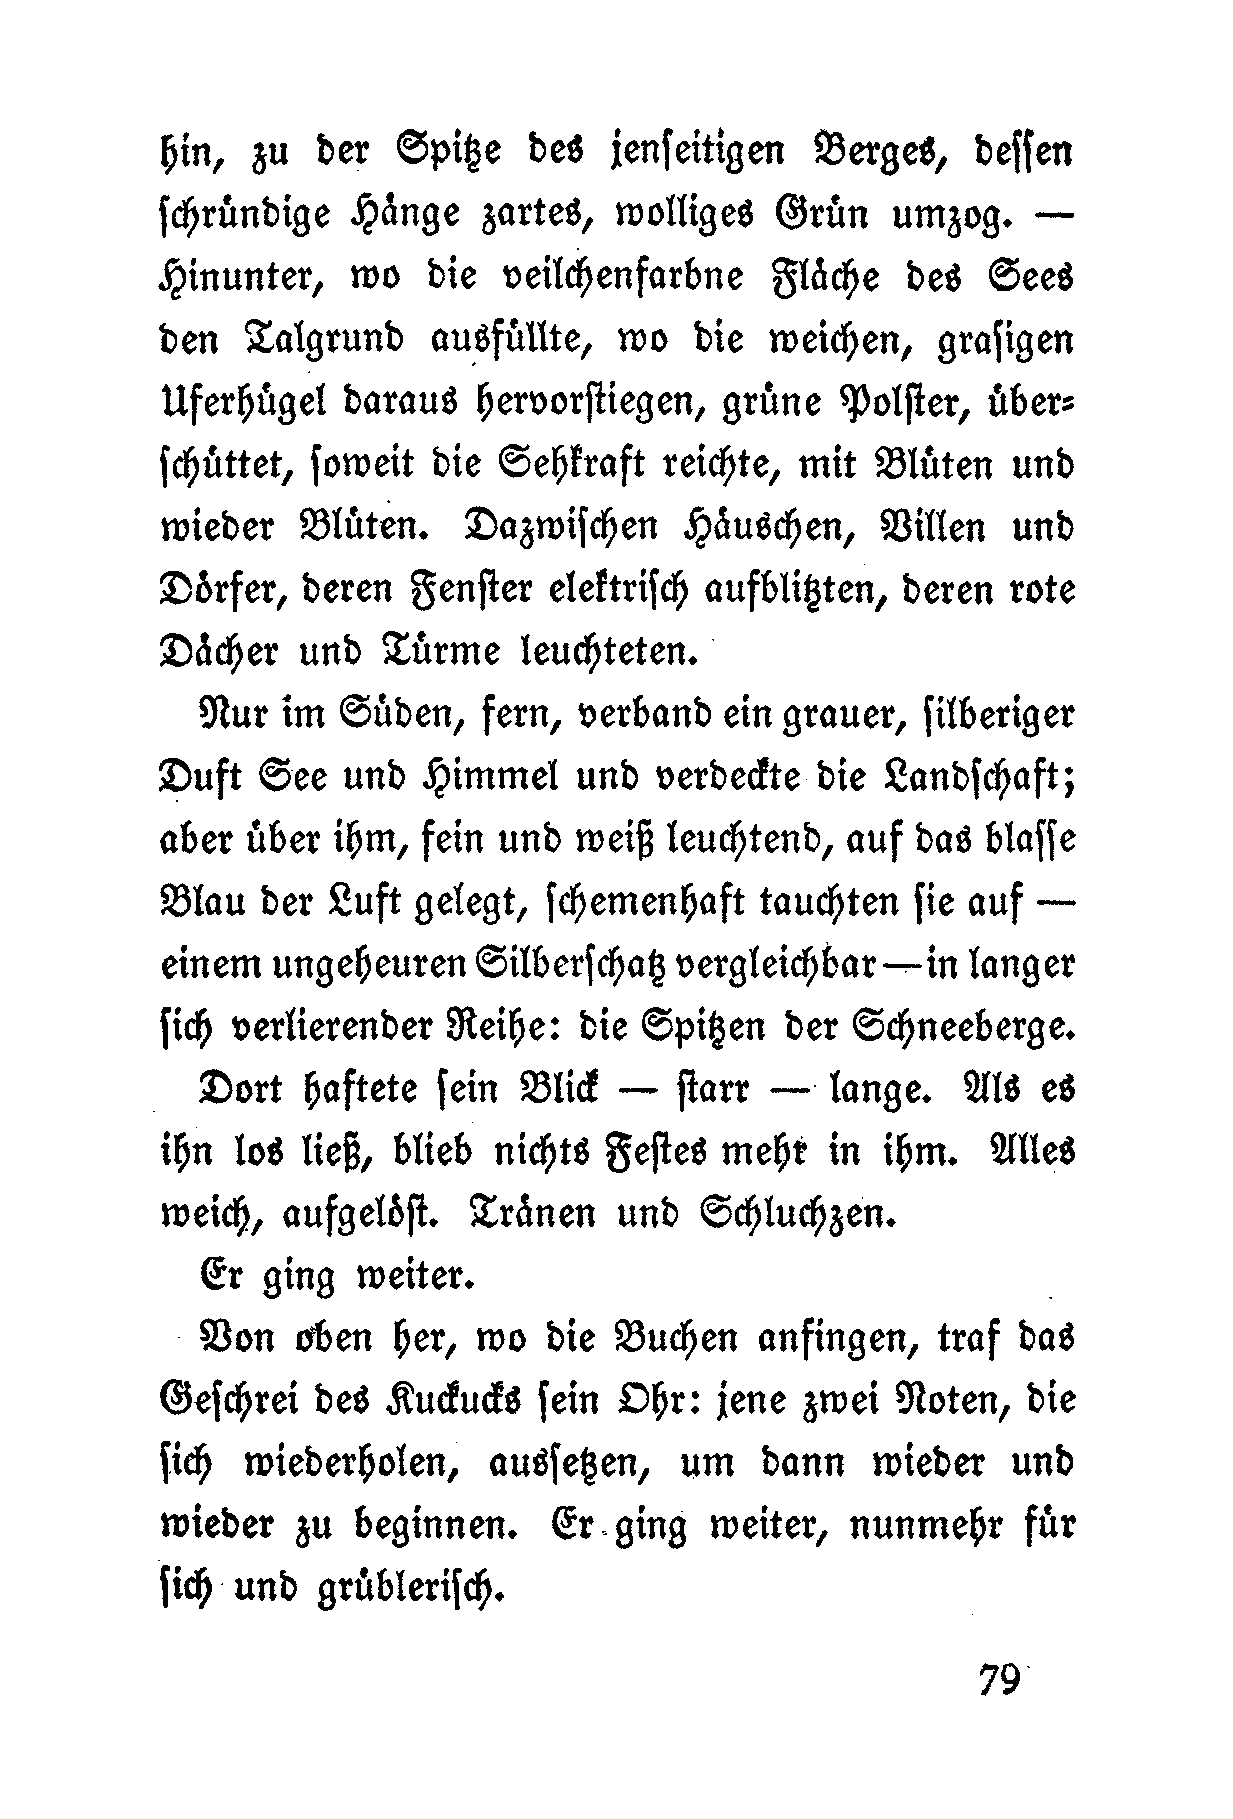 hin, zu der Spitze des jenseitigen Berges, dessen
schründige Hänge zartes, wolliges Grün umzog. —
Hinunter, wo die veilchenfarbne Fläche des Sees
den Talgrund ausfüllte, wo die weichen, grasigen
Uferhügel daraus hervorstiegen, grüne Polster, über-
schüttet, soweit die Sehkraft reichte, mit Blüten und
wieder Blüten. Dazwischen Häuschen, Villen und
Dörfer, deren Fenster elektrisch aufblitzten, deren rote
Dächer und Türme leuchteten.
Nur im Süden, fern, verband ein grauer, silberiger
Duft See und Himmel und verdeckte die Landschaft;
aber über ihm, fein und weiß leuchtend, auf das blasse
Blau der Luft gelegt, schemenhaft tauchten sie auf —
einem ungeheuren Silberschatz vergleichbar — in langer
sich verlierender Reihe: die Spitzen der Schneeberge.
Dort haftete sein Blick — starr — lange. Als es
ihn los ließ, blieb nichts Festes mehr in ihm. Alles
weich, aufgelöst. Tränen und Schluchzen.
Er ging weiter.
Von oben her, wo die Buchen anfingen, traf das
Geschrei des Kuckucks sein Ohr: jene zwei Noten, die
sich wiederholen, aussetzen, um dann wieder und
wieder zu beginnen. Er ging weiter, nunmehr für
sich und grüblerisch.
79